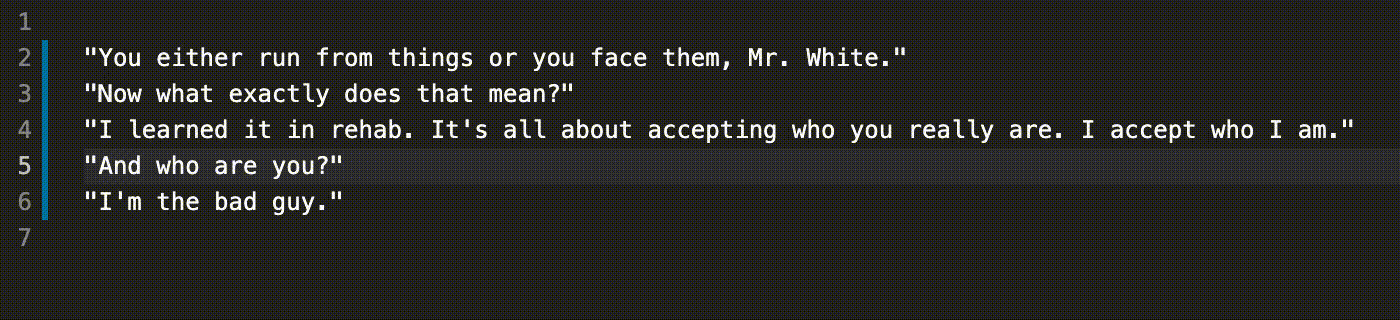 1
2 "You either run from things or you face them, Mr. White."
3 "Now what exactly does that mean?"
4 "I learned it in rehab. It's all about accepting who you really are. I accept who I am."
5 "And who are you?"
6 "I'm the bad guy."
7